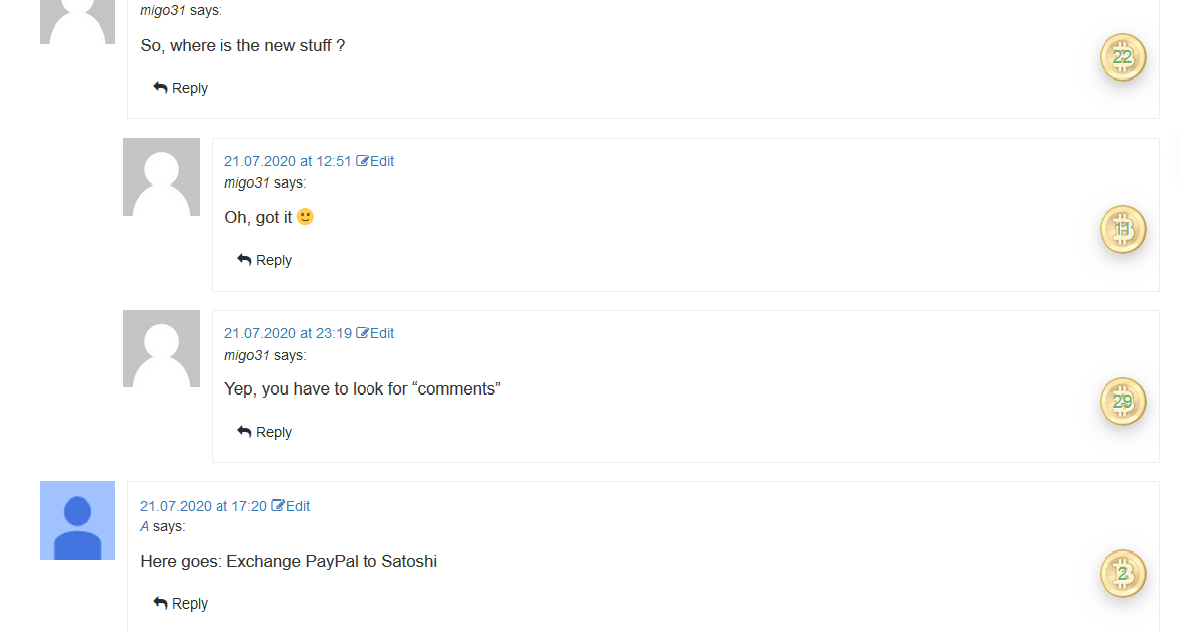 migo31 says:
So, where is the new stuff ?
22
Reply
21.07.2020 at 12:51 Edit
migo31 says:
Oh, got it 🙂
11
Reply
21.07.2020 at 23:19 Edit
migo31 says:
Yep, you have to look for “comments”
29
Reply
21.07.2020 at 17:20 Edit
A says:
Here goes: Exchange PayPal to Satoshi
2
Reply